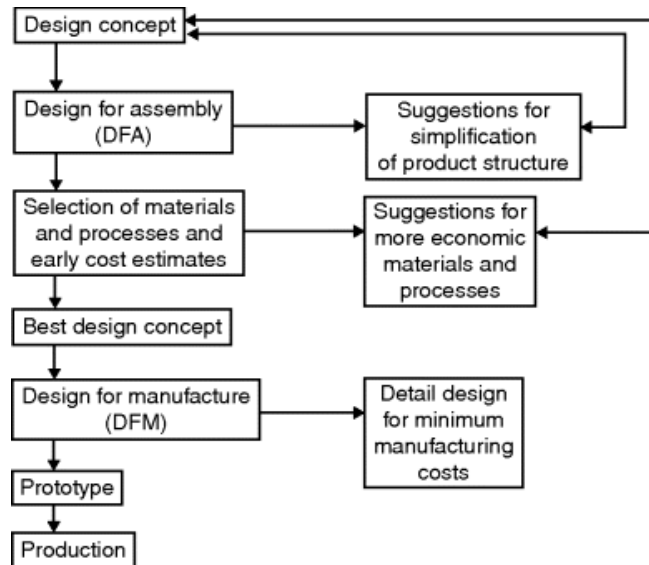 Design concept
Design for assembly
(DFA)
Suggestions for
simplification
of product structure
Selection of materials
and processes and
early cost estimates
Suggestions for
more economic
materials and
processes
Best design concept
Design for manufacture
(DFM)
Detail design
for minimum
manufacturing
costs
Prototype
Production